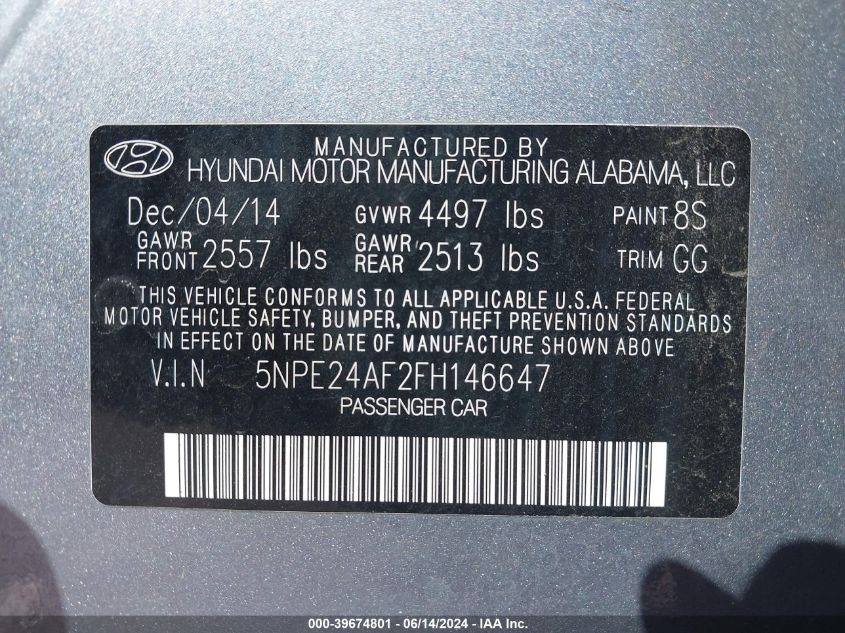 MANUFACTURED BY
HYUNDAI MOTOR MANUFACTURING ALABAMA, LLC
Dec/04/14 GVWR 4497 lbs PAINT 8S
GAWR FRONT 2557 lbs GAWR REAR 2513 lbs TRIM GG
THIS VEHICLE CONFORMS TO ALL APPLICABLE U.S.A. FEDERAL
MOTOR VEHICLE SAFETY, BUMPER, AND THEFT PREVENTION STANDARDS
IN EFFECT ON THE DATE OF MANUFACTURE SHOWN ABOVE.
V.I.N 5NPE24AF2FH146647
PASSENGER CAR
000-39674801 - 06/14/2024 - IAA Inc.